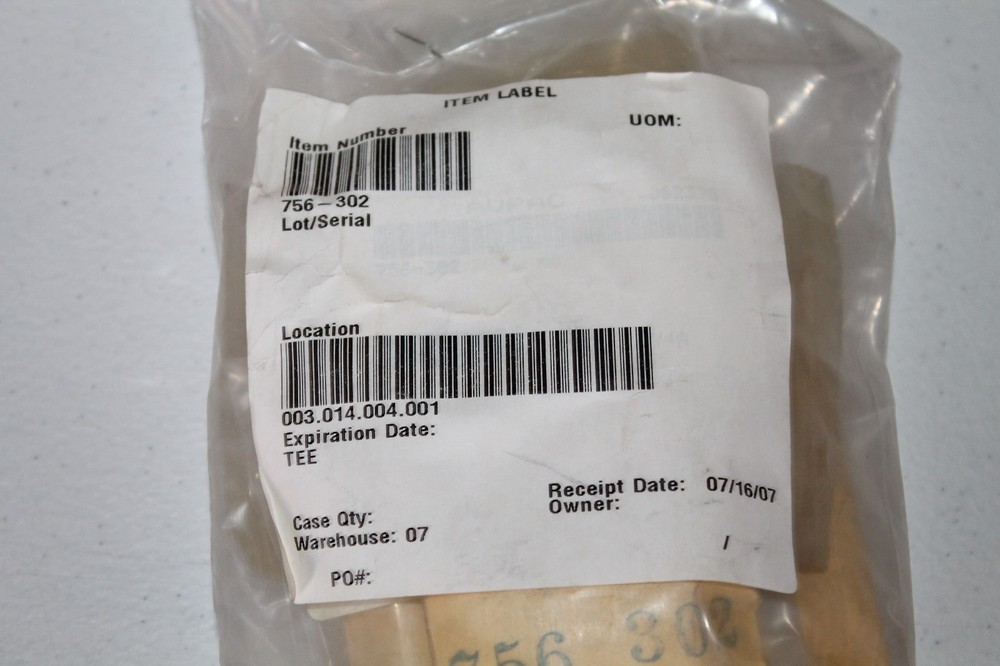 ITEM LABEL
UOM:
Item Number
756-302
Lot/Serial
Location
003.014.004.001
Expiration Date:
TEE
Receipt Date: 07/16/07
Owner:
Case Qty:
Warehouse: 07
/
PO#:
756 302